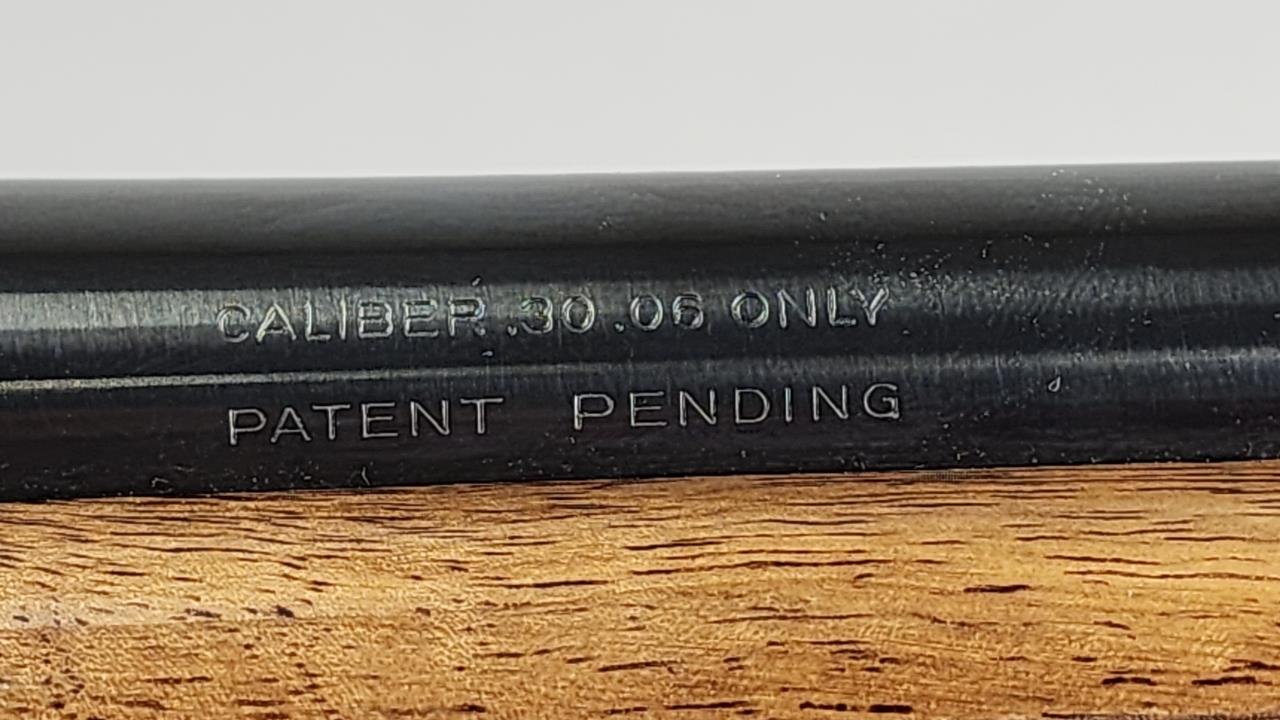 CALIBER .30.06 ONLY
PATENT PENDING